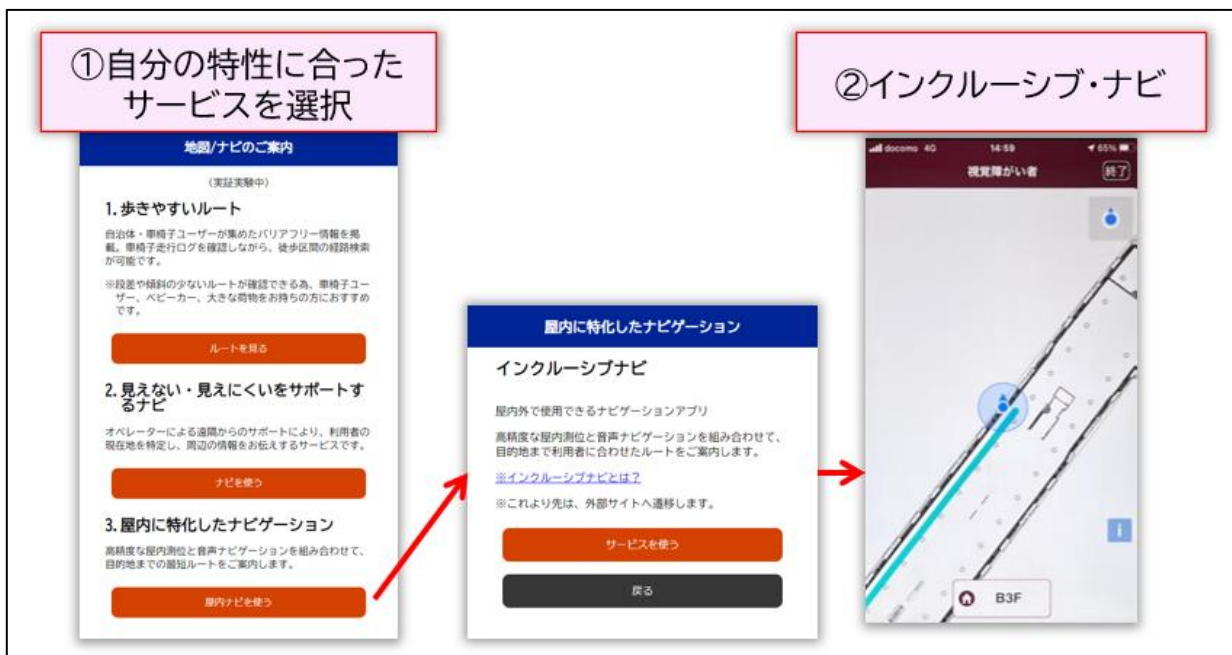 ①自分の特性に合った
サービスを選択
地図/ナビのご案内
(実証実験中)
1. 歩きやすいルート
自治体・車椅子ユーザーが集めたバリアフリー情報を掲
載。車椅子走行ログを確認しながら、徒歩区間の経路検索
が可能です。
※段差や傾斜の少ないルートが確認できる為、車椅子ユー
ザー、ベビーカー、大きな荷物をお持ちの方におすすめ
です。
ルートを見る
2. 見えない・見えにくいをサポートす
るナビ
オペレーターによる遠隔からのサポートにより、利用者の
現在地を特定し、周辺の情報をお伝えするサービスです。
ナビを使う
3. 屋内に特化したナビゲーション
高精度な屋内測位と音声ナビゲーションを組み合わせて、
目的地までの最短ルートをご案内します。
屋内ナビを使う
屋内に特化したナビゲーション
インクルーシブナビ
屋内外で使用できるナビゲーションアプリ
高精度な屋内測位と音声ナビゲーションを組み合わせて、
目的地まで利用者に合わせたルートをご案内します。
※インクルーシブナビとは?
※これより先は、外部サイトへ遷移します。
サービスを使う
戻る
②インクルーシブ・ナビ
docomo 4G 14:59 65%
視覚障がい者 終了
i
B3F